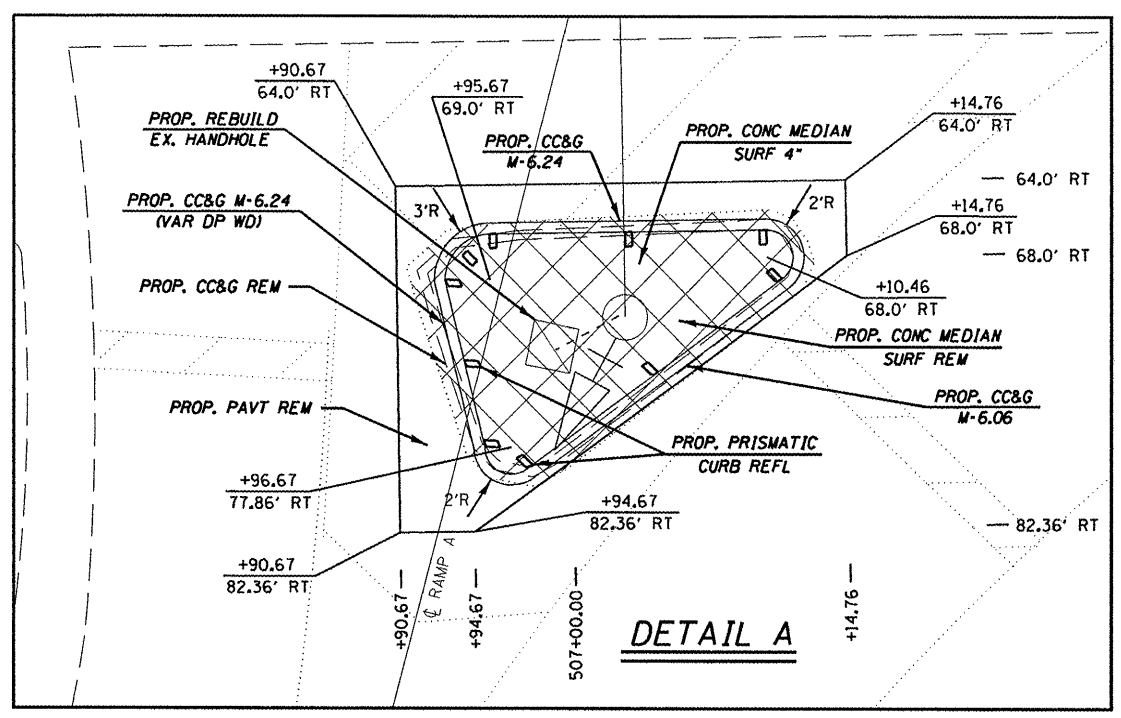 +90.67
64.0' RT
+95.67
69.0' RT
PROP. REBUILD
EX. HANDHOLE
PROP. CC&G
M-6.24
PROP. CONC MEDIAN
SURF 4"
+14.76
64.0' RT
64.0' RT
3'R
2'R
PROP. CC&G M-6.24
(VAR DP WD)
+14.76
68.0' RT
68.0' RT
PROP. CC&G REM
+10.46
68.0' RT
PROP. CONC MEDIAN
SURF REM
PROP. PAVT REM
PROP. CC&G
M-6.06
PROP. PRISMATIC
CURB REFL
+96.67
77.86' RT
2'R
+94.67
82.36' RT
82.36' RT
+90.67
82.36' RT
℄ RAMP A
+90.67
+94.67
507+00.00
+14.76
DETAIL A